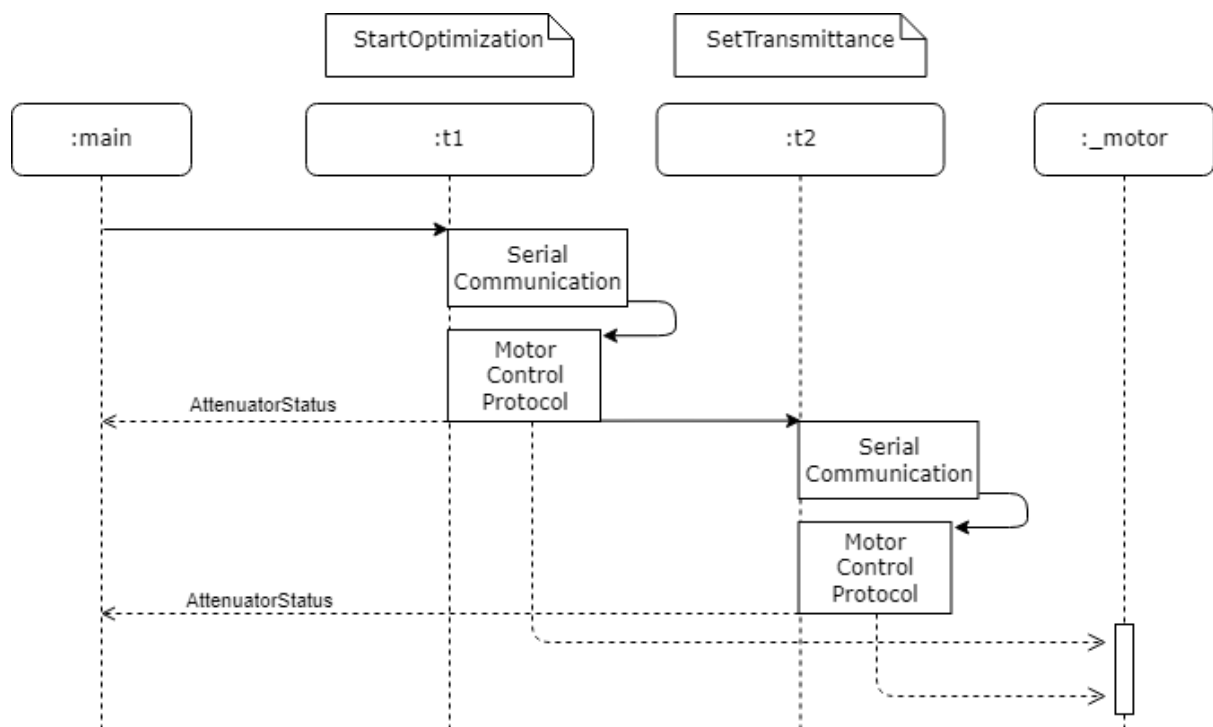 StartOptimization
SetTransmittance
:main
:t1
:t2
:_motor
Serial
Communication
Motor
Control
Protocol
AttenuatorStatus
Serial
Communication
Motor
Control
Protocol
AttenuatorStatus